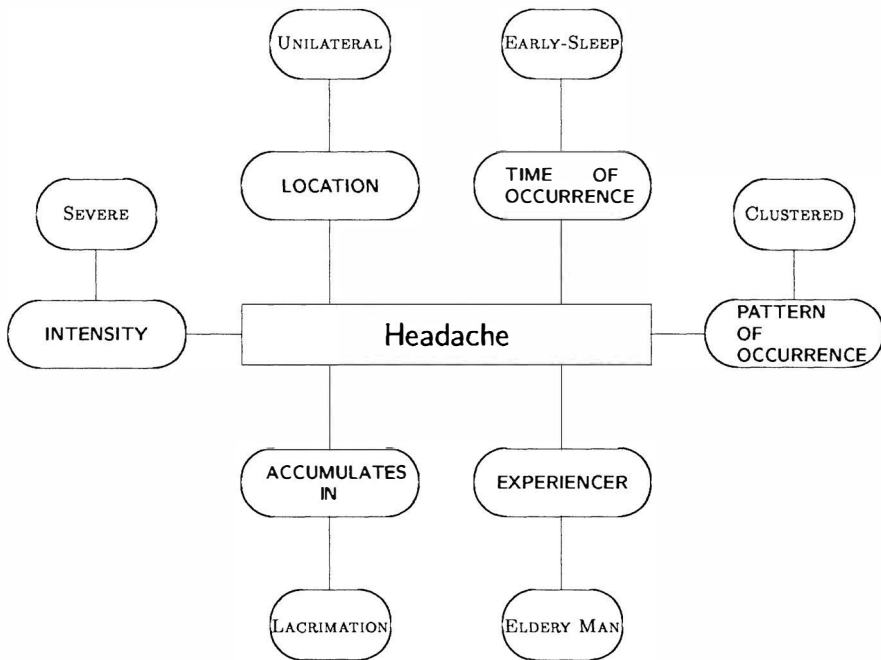 UNILATERAL
EARLY-SLEEP
LOCATION
TIME OF
OCCURRENCE
SEVERE
CLUSTERED
INTENSITY
Headache
PATTERN
OF
OCCURRENCE
ACCUMULATES
IN
EXPERIENCER
LACRIMATION
ELDERY MAN